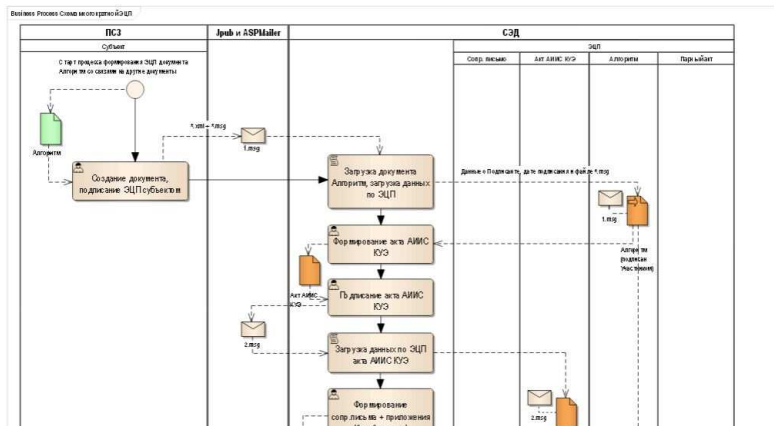 Business Process Схема многократной ЭЦП
ПСЗ
Jpub и ASPMailer
СЭД
Субъект
ЭЦП
Сопр. письмо
Акт АИИС КУЭ
Алгоритм
Парный акт
Старт процесса формирования ЭЦП документа
Алгоритм со связями на другие документы
Алгоритм
*.xml – *.msg
1.msg
Создание документа,
подписание ЭЦП субъектом
Загрузка документа
Алгоритм, загрузка данных
по ЭЦП
Данные о Подписанте, дате подписания в файле *.msg
1.msg
Алгоритм
(подписан
Участником)
Формирование акта АИИС
КУЭ
Акт АИИС
КУЭ
Подписание акта АИИС
КУЭ
2.msg
Загрузка данных по ЭЦП
акта АИИС КУЭ
2.msg
Формирование
сопр.письма + приложения